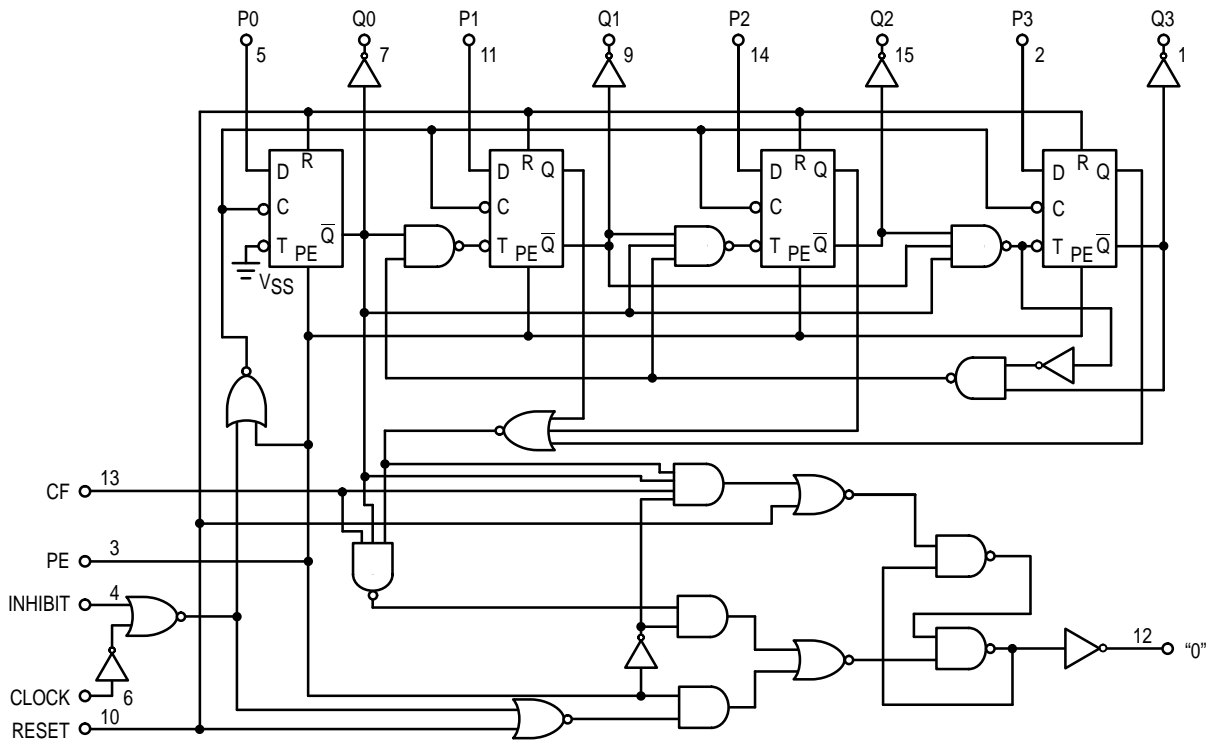 P0 Q0 P1 Q1 P2 Q2 P3 Q3
5 7 11 9 14 15 2 1
R R Q R Q R Q
D D D D
C C C C
Q
T PE T PE Q T PE Q T PE Q
VSS
CF 13
PE 3
INHIBIT 4
12 "0"
CLOCK 6
RESET 10